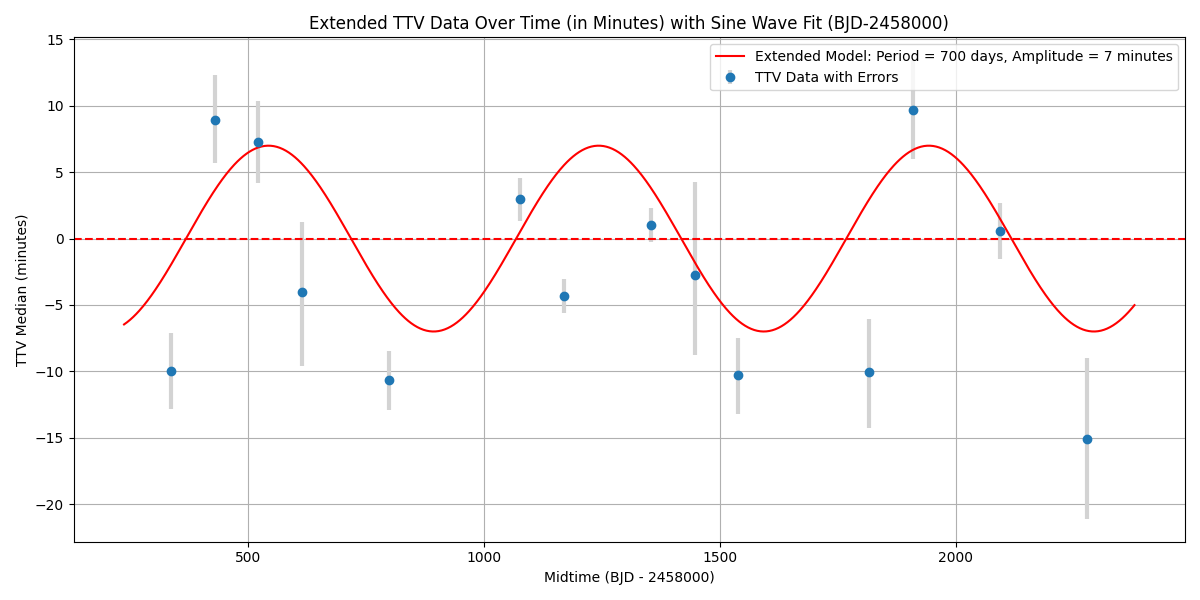 Extended TTV Data Over Time (in Minutes) with Sine Wave Fit (BJD-2458000)
Extended Model: Period = 700 days, Amplitude = 7 minutes
TTV Data with Errors
TTV Median (minutes)
15
10
5
0
−5
−10
−15
−20
500
1000
1500
2000
Midtime (BJD - 2458000)